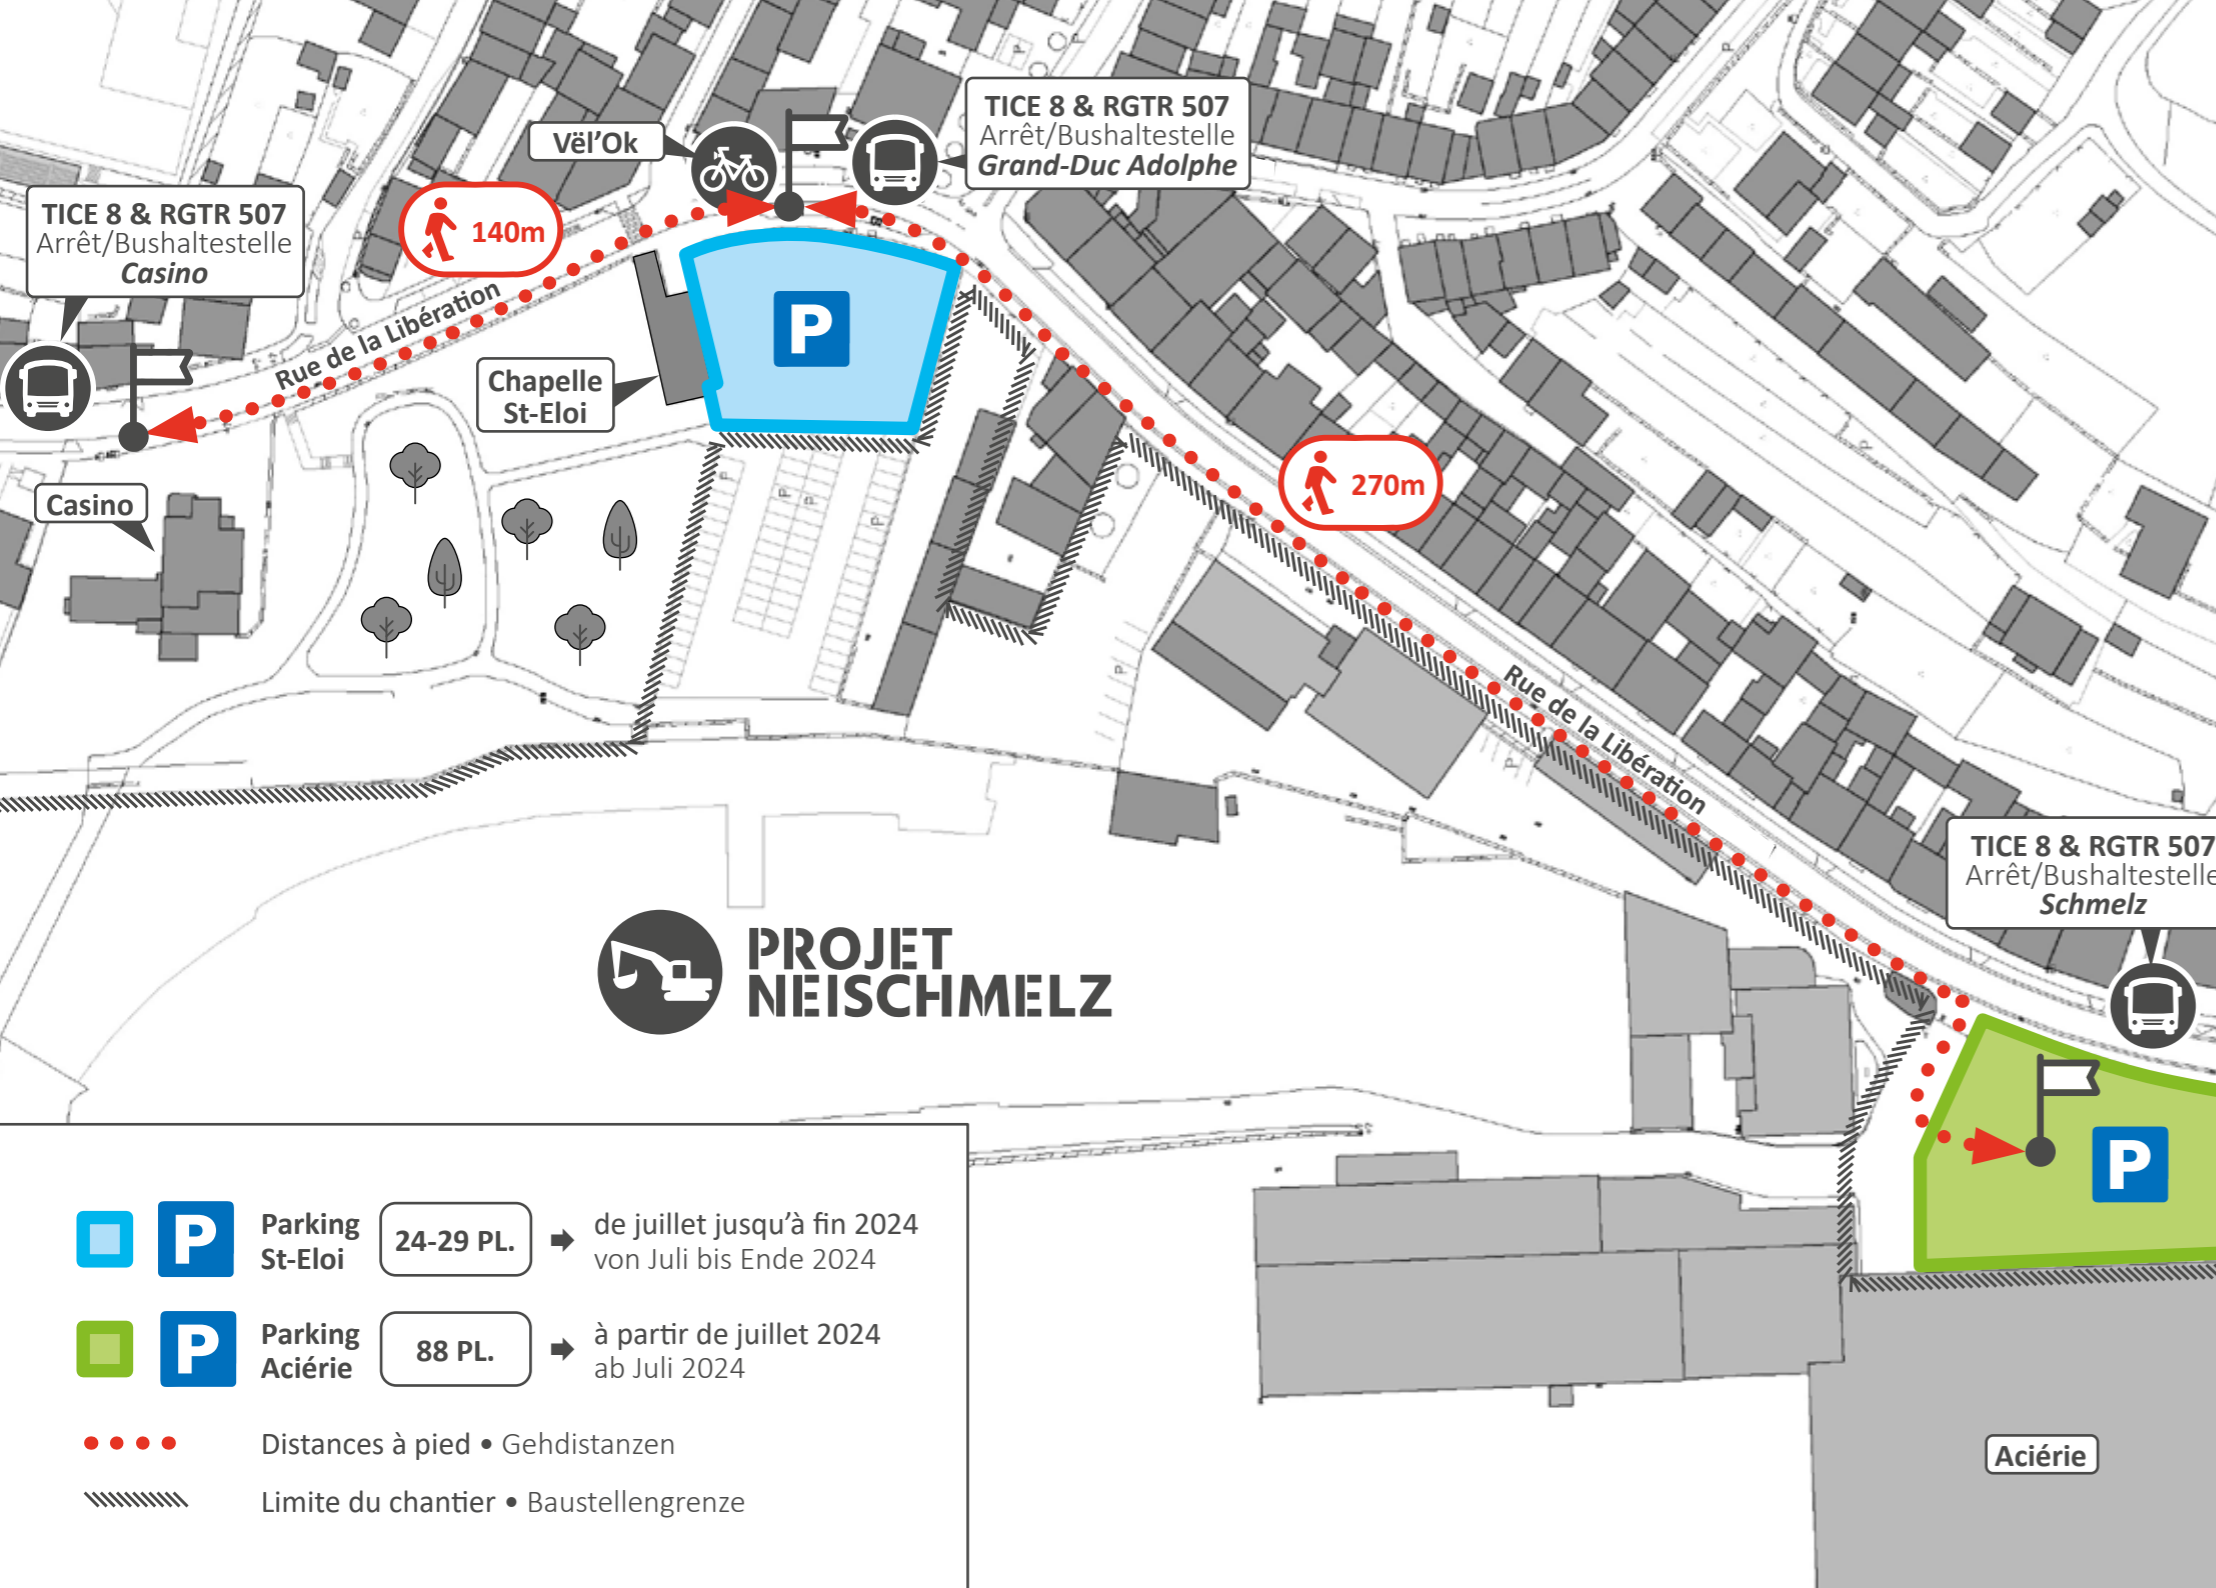 TICE 8 & RGTR 507
Arrêt/Bushaltestelle
Grand-Duc Adolphe
Vël'Ok
TICE 8 & RGTR 507
Arrêt/Bushaltestelle
Casino
140m
Rue de la Libération
P
Chapelle
St-Eloi
Casino
270m
Rue de la Libération
TICE 8 & RGTR 507
Arrêt/Bushaltestelle
Schmelz
PROJET
NEISCHMELZ
P
Aciérie
P Parking St-Eloi 24-29 PL. de juillet jusqu'à fin 2024
von Juli bis Ende 2024
P Parking Aciérie 88 PL. à partir de juillet 2024
ab Juli 2024
Distances à pied • Gehdistanzen
Limite du chantier • Baustellengrenze